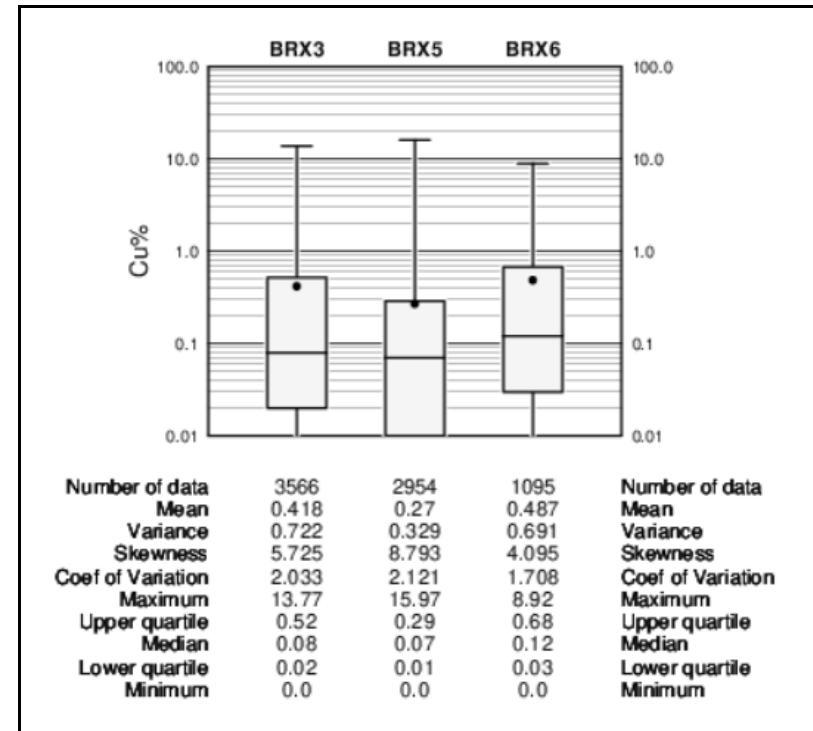 BRX3 BRX5 BRX6
100.0 100.0
10.0 10.0
Cu%
1.0 1.0
0.1 0.1
0.01 0.01
Number of data 3566 2954 1095 Number of data
Mean 0.418 0.27 0.487 Mean
Variance 0.722 0.329 0.691 Variance
Skewness 5.725 8.793 4.095 Skewness
Coef of Variation 2.033 2.121 1.708 Coef of Variation
Maximum 13.77 15.97 8.92 Maximum
Upper quartile 0.52 0.29 0.68 Upper quartile
Median 0.08 0.07 0.12 Median
Lower quartile 0.02 0.01 0.03 Lower quartile
Minimum 0.0 0.0 0.0 Minimum